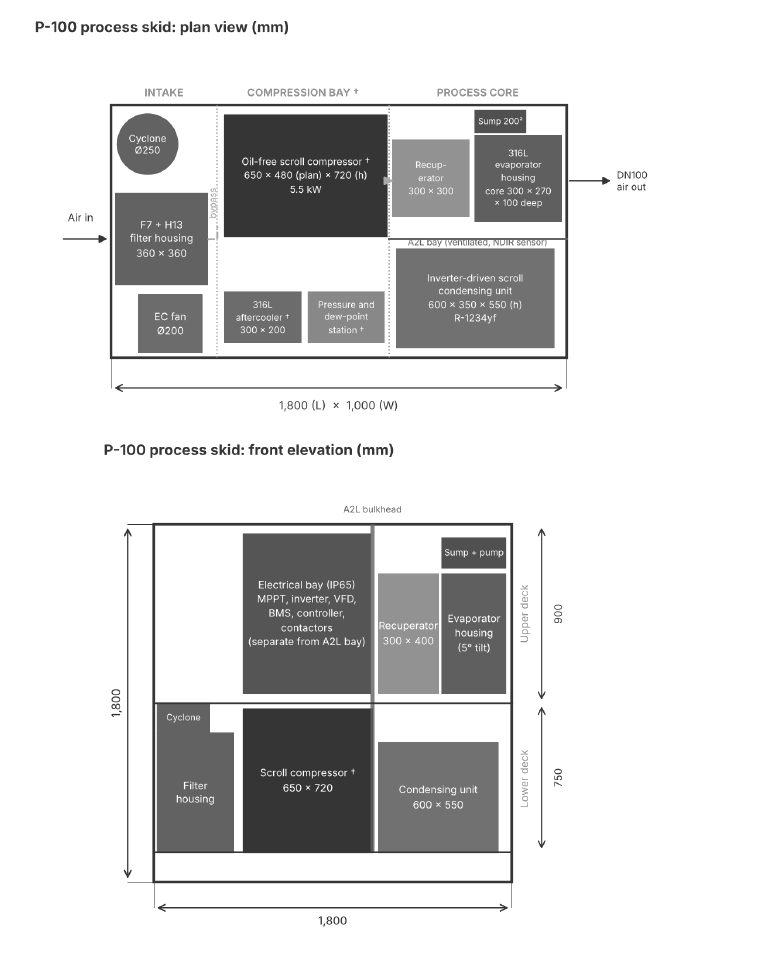 P-100 process skid: plan view (mm)
INTAKE
COMPRESSION BAY †
PROCESS CORE
Cyclone
Ø250
Oil-free scroll compressor †
650 × 480 (plan) × 720 (h)
5.5 kW
Sump 200²
Recup-
erator
300 × 300
316L
evaporator
housing
core 300 × 270
× 100 deep
DN100
air out
Air in
bypass
F7 + H13
filter housing
360 × 360
A2L bay (ventilated, NDIR sensor)
Inverter-driven scroll
condensing unit
600 × 350 × 550 (h)
R-1234yf
EC fan
Ø200
316L
aftercooler †
300 × 200
Pressure and
dew-point
station †
1,800 (L) × 1,000 (W)
P-100 process skid: front elevation (mm)
A2L bulkhead
Electrical bay (IP65)
MPPT, inverter, VFD,
BMS, controller,
contactors
(separate from A2L bay)
Sump + pump
Recuperator
300 × 400
Evaporator
housing
(5° tilt)
Upper deck
900
1,800
Cyclone
Filter
housing
Scroll compressor †
650 × 720
Condensing unit
600 × 550
Lower deck
750
1,800